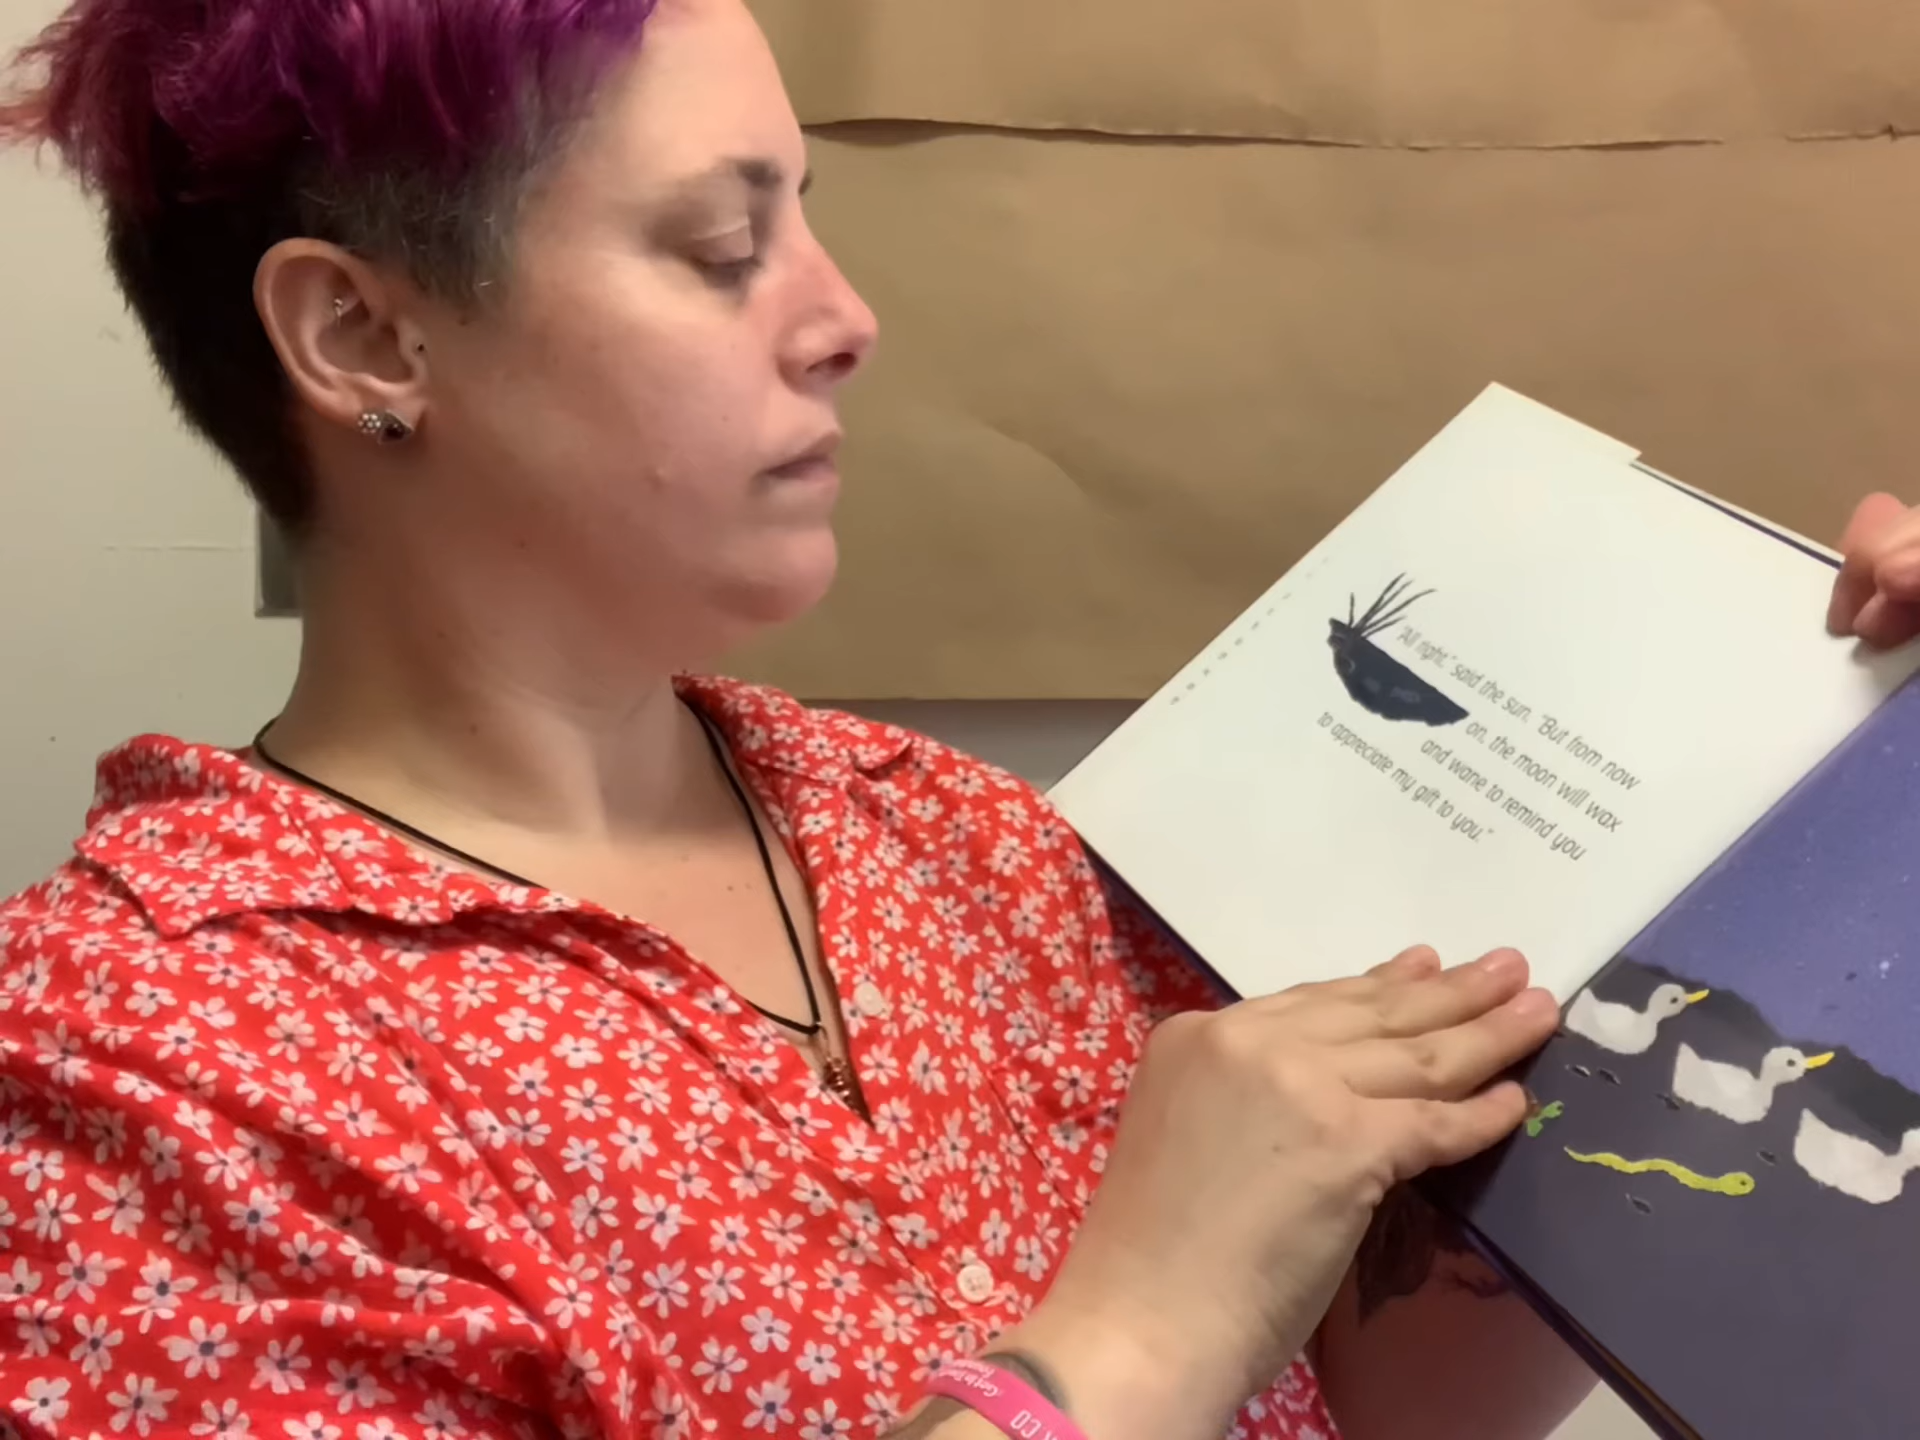 "All right," said the sun. "But from now
on, the moon will wax
and wane to remind you
to appreciate my gift to you."
CO